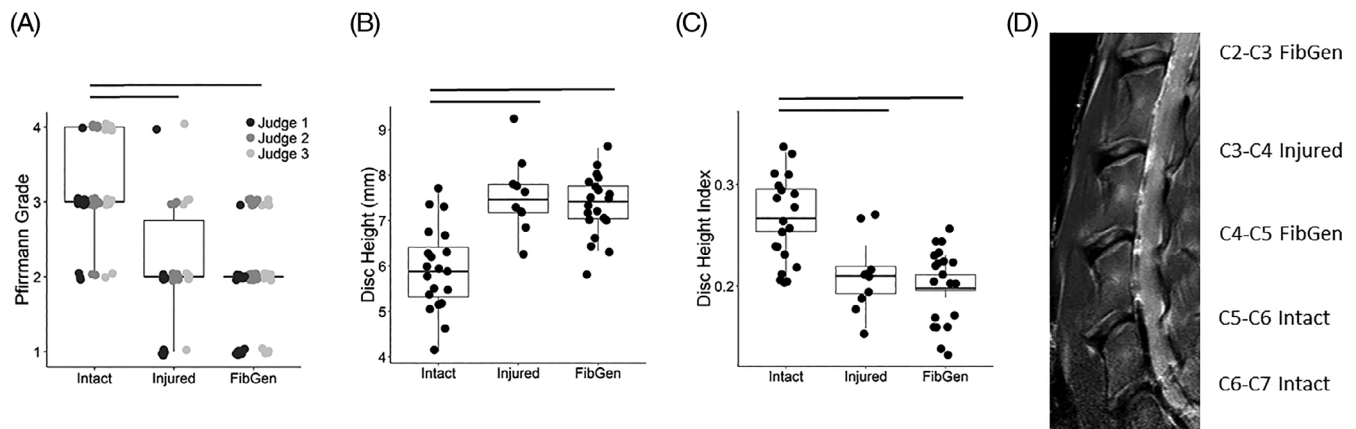 (A)
Pfirrmann Grade
4
3
2
1
Judge 1
Judge 2
Judge 3
Intact
Injured
FibGen
(B)
Disc Height (mm)
9
8
7
6
5
4
Intact
Injured
FibGen
(C)
Disc Height Index
0.3
0.2
Intact
Injured
FibGen
(D)
C2-C3 FibGen
C3-C4 Injured
C4-C5 FibGen
C5-C6 Intact
C6-C7 Intact